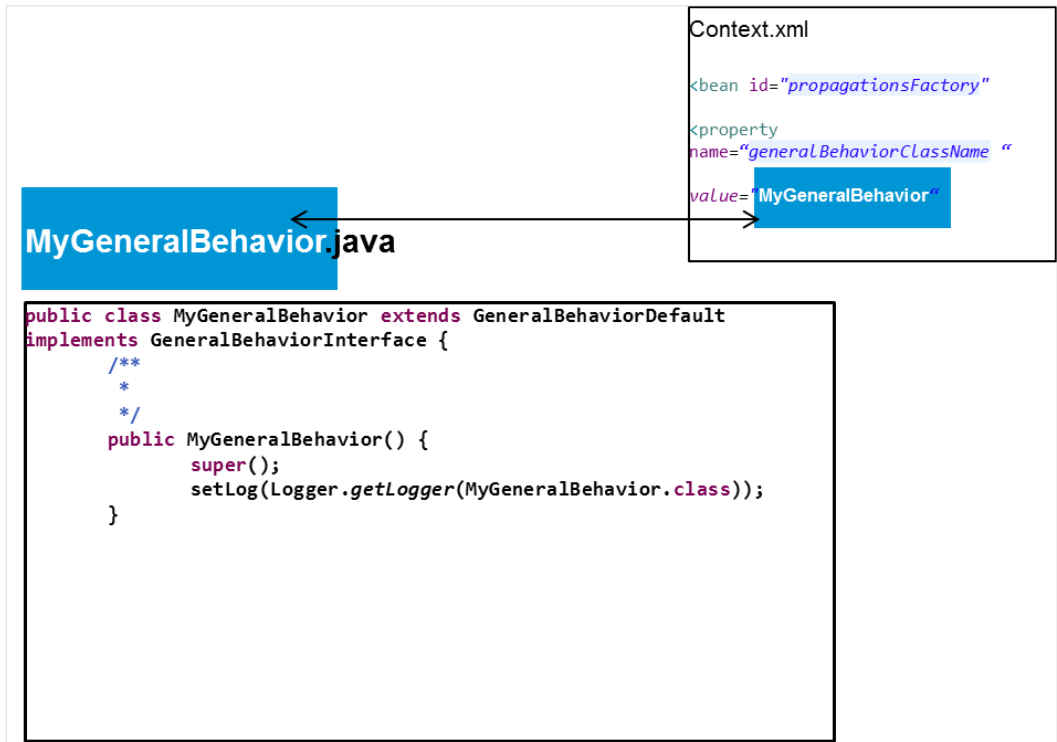 Context.xml
<bean id="propagationsFactory"
<property
name=“generalBehaviorClassName “
value="MyGeneralBehavior“
MyGeneralBehavior.java
public class MyGeneralBehavior extends GeneralBehaviorDefault
implements GeneralBehaviorInterface {
/**
*
*/
public MyGeneralBehavior() {
super();
setLog(Logger.getLogger(MyGeneralBehavior.class));
}